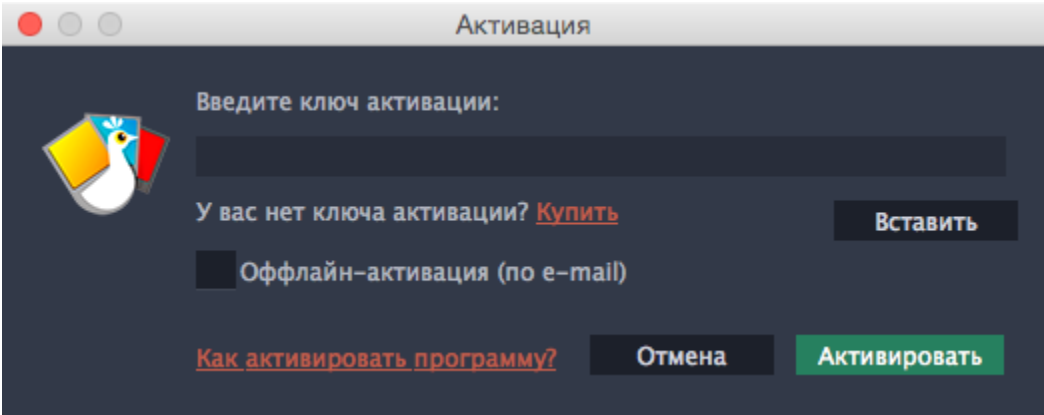 Активация
Введите ключ активации:
У вас нет ключа активации? Купить
Вставить
Оффлайн-активация (по e-mail)
Как активировать программу?
Отмена
Активировать